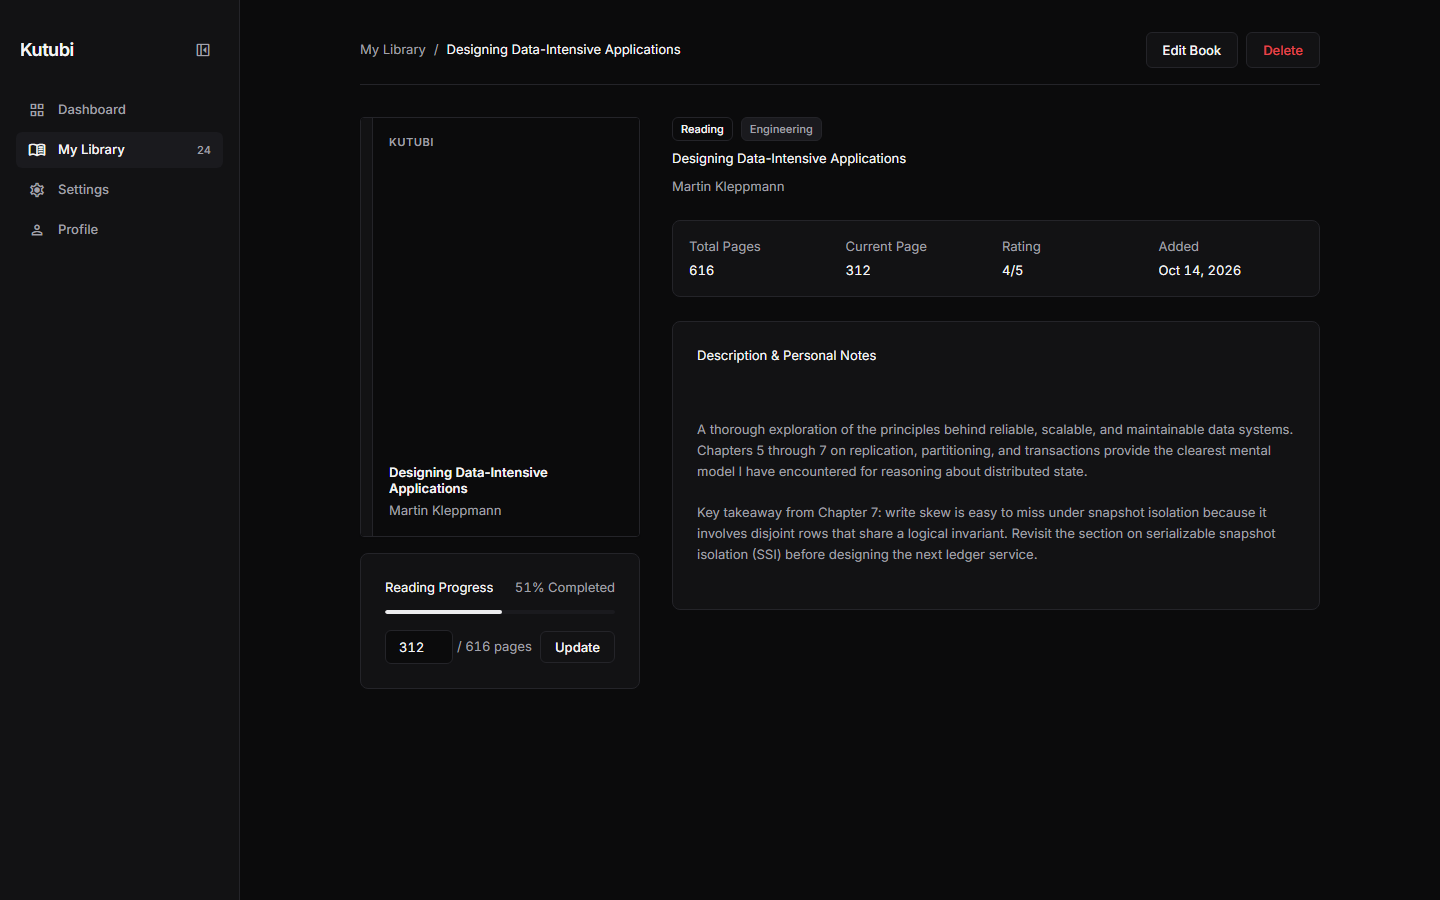 Kutubi
Dashboard
My Library 24
Settings
Profile
My Library / Designing Data-Intensive Applications
Edit Book
Delete
KUTUBI
Designing Data-Intensive
Applications
Martin Kleppmann
Reading Progress 51% Completed
312 / 616 pages Update
Reading Engineering
Designing Data-Intensive Applications
Martin Kleppmann
Total Pages Current Page Rating Added
616 312 4/5 Oct 14, 2026
Description & Personal Notes
A thorough exploration of the principles behind reliable, scalable, and maintainable data systems.
Chapters 5 through 7 on replication, partitioning, and transactions provide the clearest mental
model I have encountered for reasoning about distributed state.
Key takeaway from Chapter 7: write skew is easy to miss under snapshot isolation because it
involves disjoint rows that share a logical invariant. Revisit the section on serializable snapshot
isolation (SSI) before designing the next ledger service.